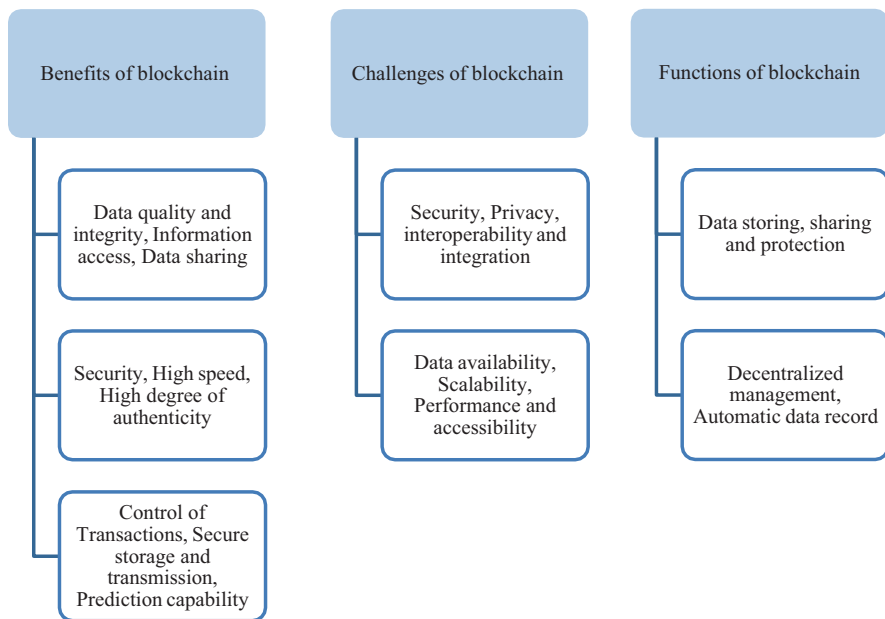 Benefits of blockchain
Data quality and
integrity, Information
access, Data sharing
Security, High speed,
High degree of
authenticity
Control of
Transactions, Secure
storage and
transmission,
Prediction capability
Challenges of blockchain
Security, Privacy,
interoperability and
integration
Data availability,
Scalability,
Performance and
accessibility
Functions of blockchain
Data storing, sharing
and protection
Decentralized
management,
Automatic data record